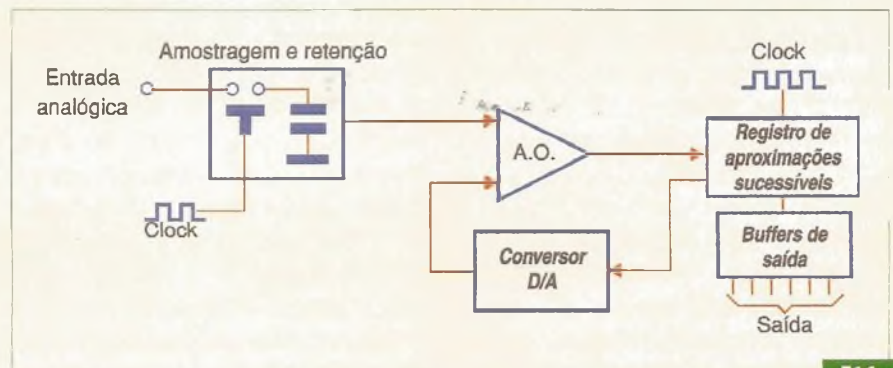 Amostragem e retenção
Entrada
analógica
Clock
A.O.
Clock
Registro de
aproximações
sucessíveis
Conversor
D/A
Buffers de
saída
Saída